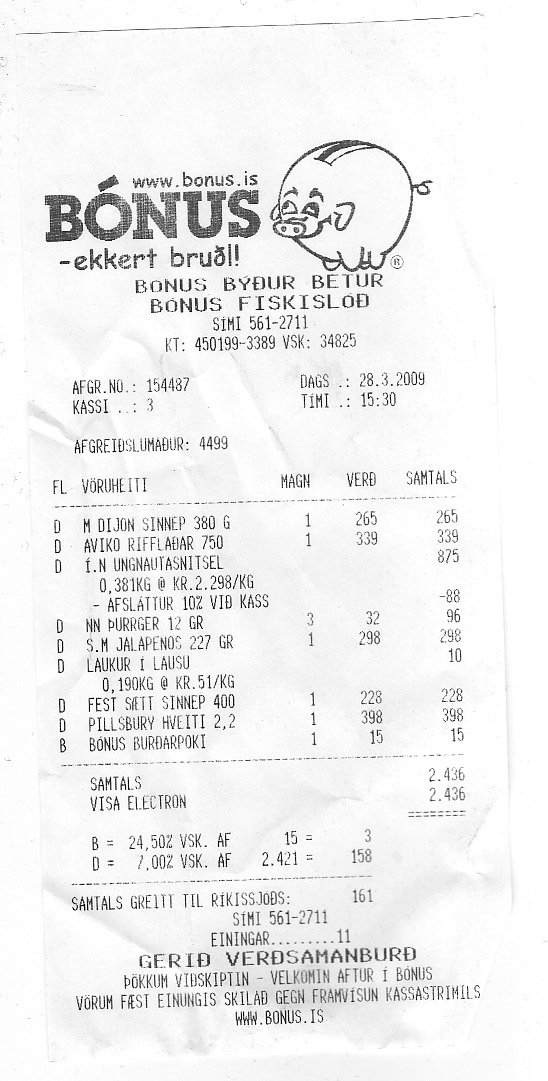 www.bonus.is
BÓNUS
-ekkert bruðl!
®
BONUS BÝÐUR BETUR
BÓNUS FISKISLÓÐ
SÍMI 561-2711
KT: 450199-3389 VSK: 34825
AFGR.NO.: 154487 DAGS .: 28.3.2009
KASSI ..: 3 TÍMI .: 15:30
AFGREIÐSLUMAÐUR: 4499
FL VÖRUHEITI MAGN VERÐ SAMTALS
D M DIJON SINNEP 380 G 1 265 265
D AVIKO RIFFLAÐAR 750 1 339 339
D Í.N UNGNAUTASNITSEL 875
0,381KG @ KR.2.298/KG
- AFSLÁTTUR 10% VIÐ KASS -88
D NN ÞURRGER 12 GR 3 32 96
D S.M JALAPENOS 227 GR 1 298 298
D LAUKUR Í LAUSU 10
0,190KG @ KR.51/KG
D FEST SÆTT SINNEP 400 1 228 228
D PILLSBURY HVEITI 2,2 1 398 398
B BÓNUS BURÐARPOKI 1 15 15
SAMTALS 2.436
VISA ELECTRON 2.436
========
B = 24,50% VSK. AF 15 = 3
D = 7,00% VSK. AF 2.421 = 158
SAMTALS GREITT TIL RÍKISSJÓÐS: 161
SÍMI 561-2711
EININGAR.........11
GERIÐ VERÐSAMANBURÐ
ÞÖKKUM VIÐSKIPTIN - VELKOMIN AFTUR Í BÓNUS
VÖRUM FÆST EINUNGIS SKILAÐ GEGN FRAMVÍSUN KASSASTRIMILS
WWW.BONUS.IS